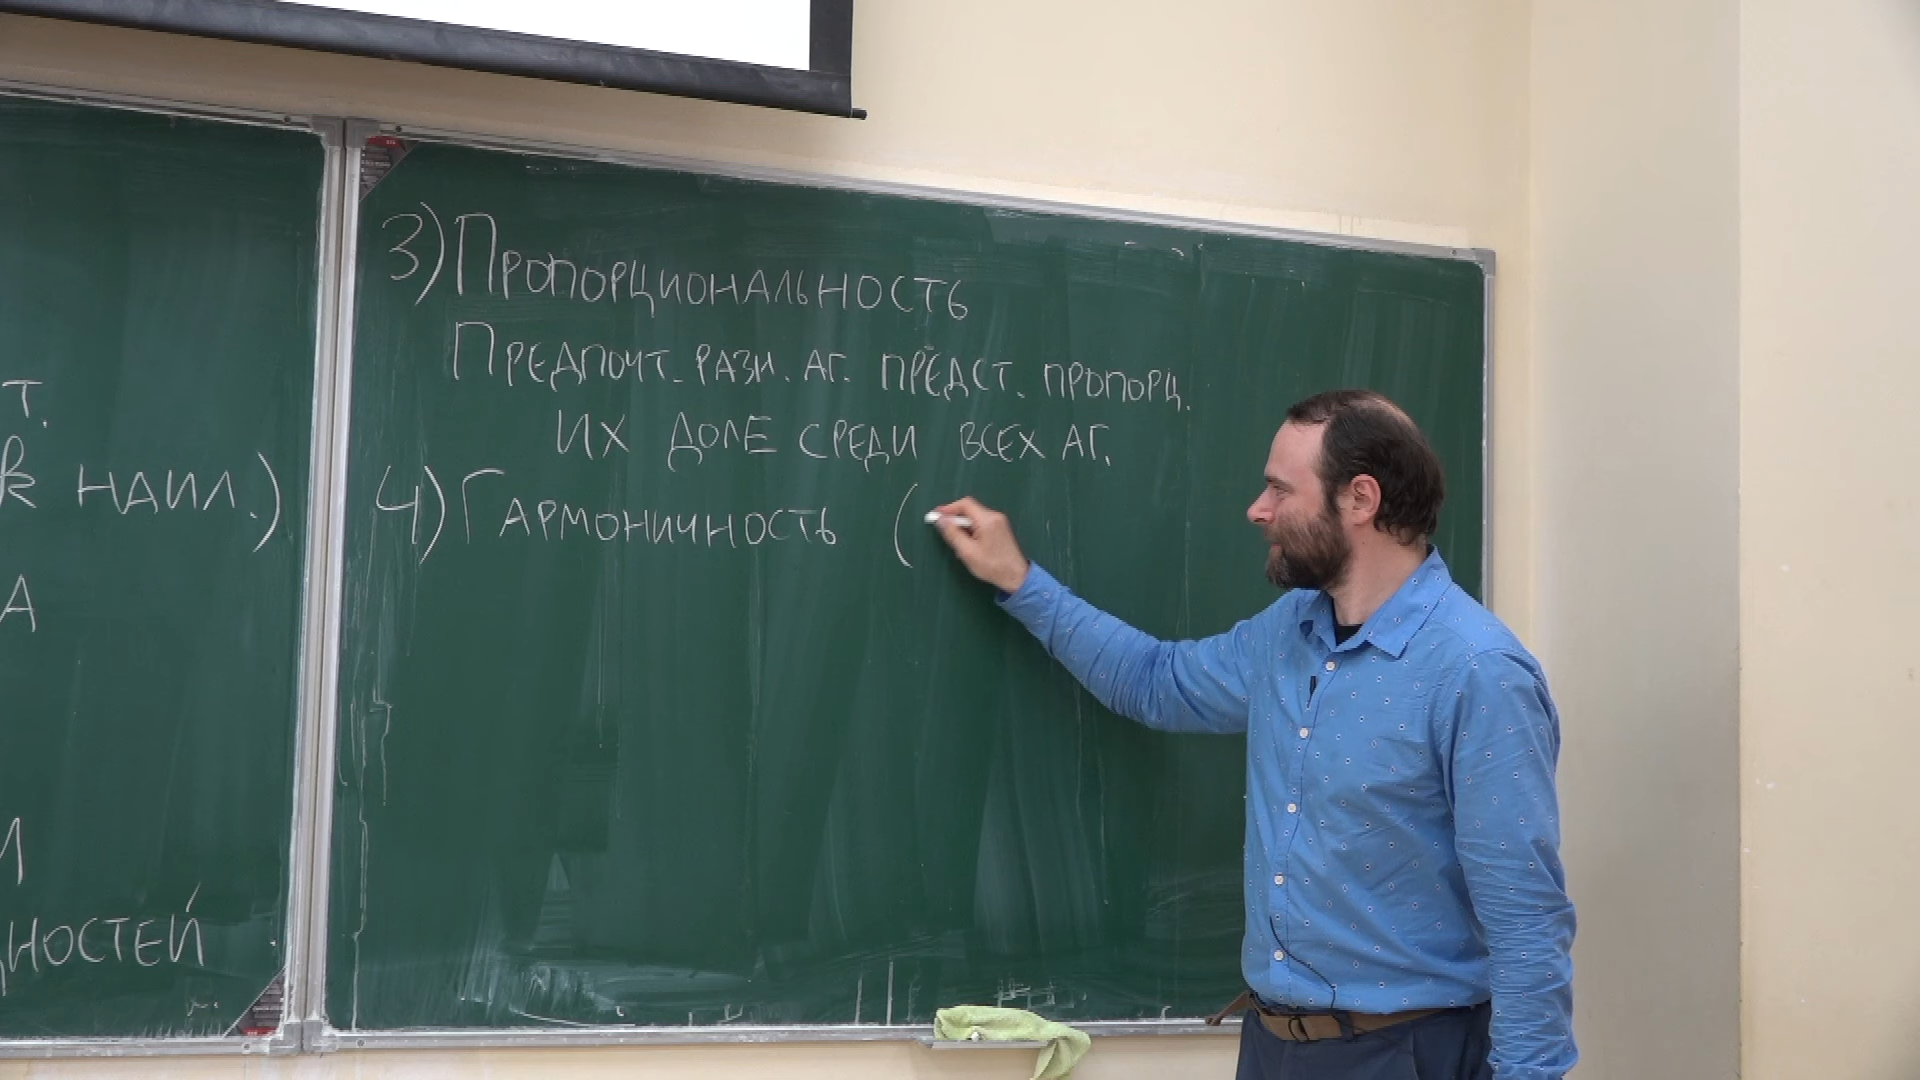 т.
к наил.)
А
ностей
3) Пропорциональность
Предпочт. разн. аг. предст. пропорц.
их доле среди всех аг.
4) Гармоничность (